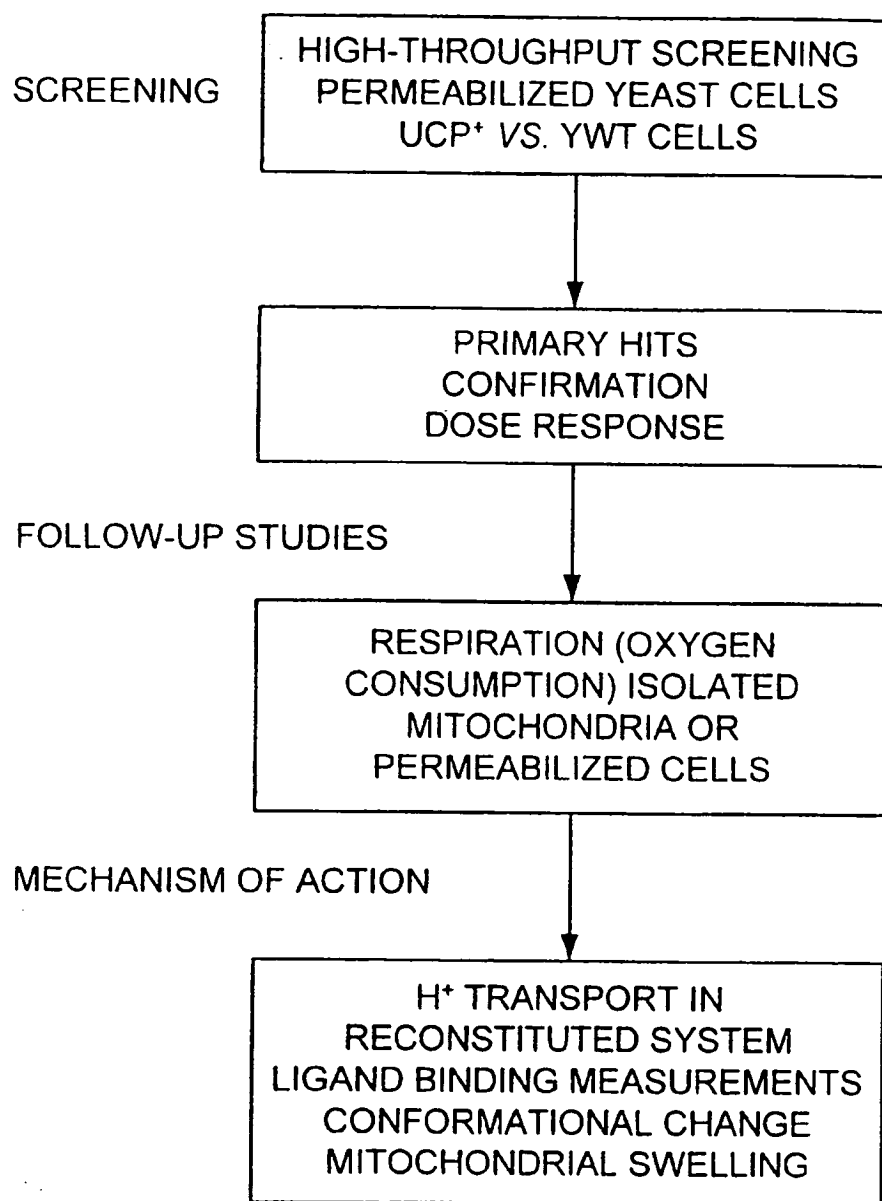 SCREENING
HIGH-THROUGHPUT SCREENING
PERMEABILIZED YEAST CELLS
UCP⁺ VS. YWT CELLS
PRIMARY HITS
CONFIRMATION
DOSE RESPONSE
FOLLOW-UP STUDIES
RESPIRATION (OXYGEN
CONSUMPTION) ISOLATED
MITOCHONDRIA OR
PERMEABILIZED CELLS
MECHANISM OF ACTION
H⁺ TRANSPORT IN
RECONSTITUTED SYSTEM
LIGAND BINDING MEASUREMENTS
CONFORMATIONAL CHANGE
MITOCHONDRIAL SWELLING